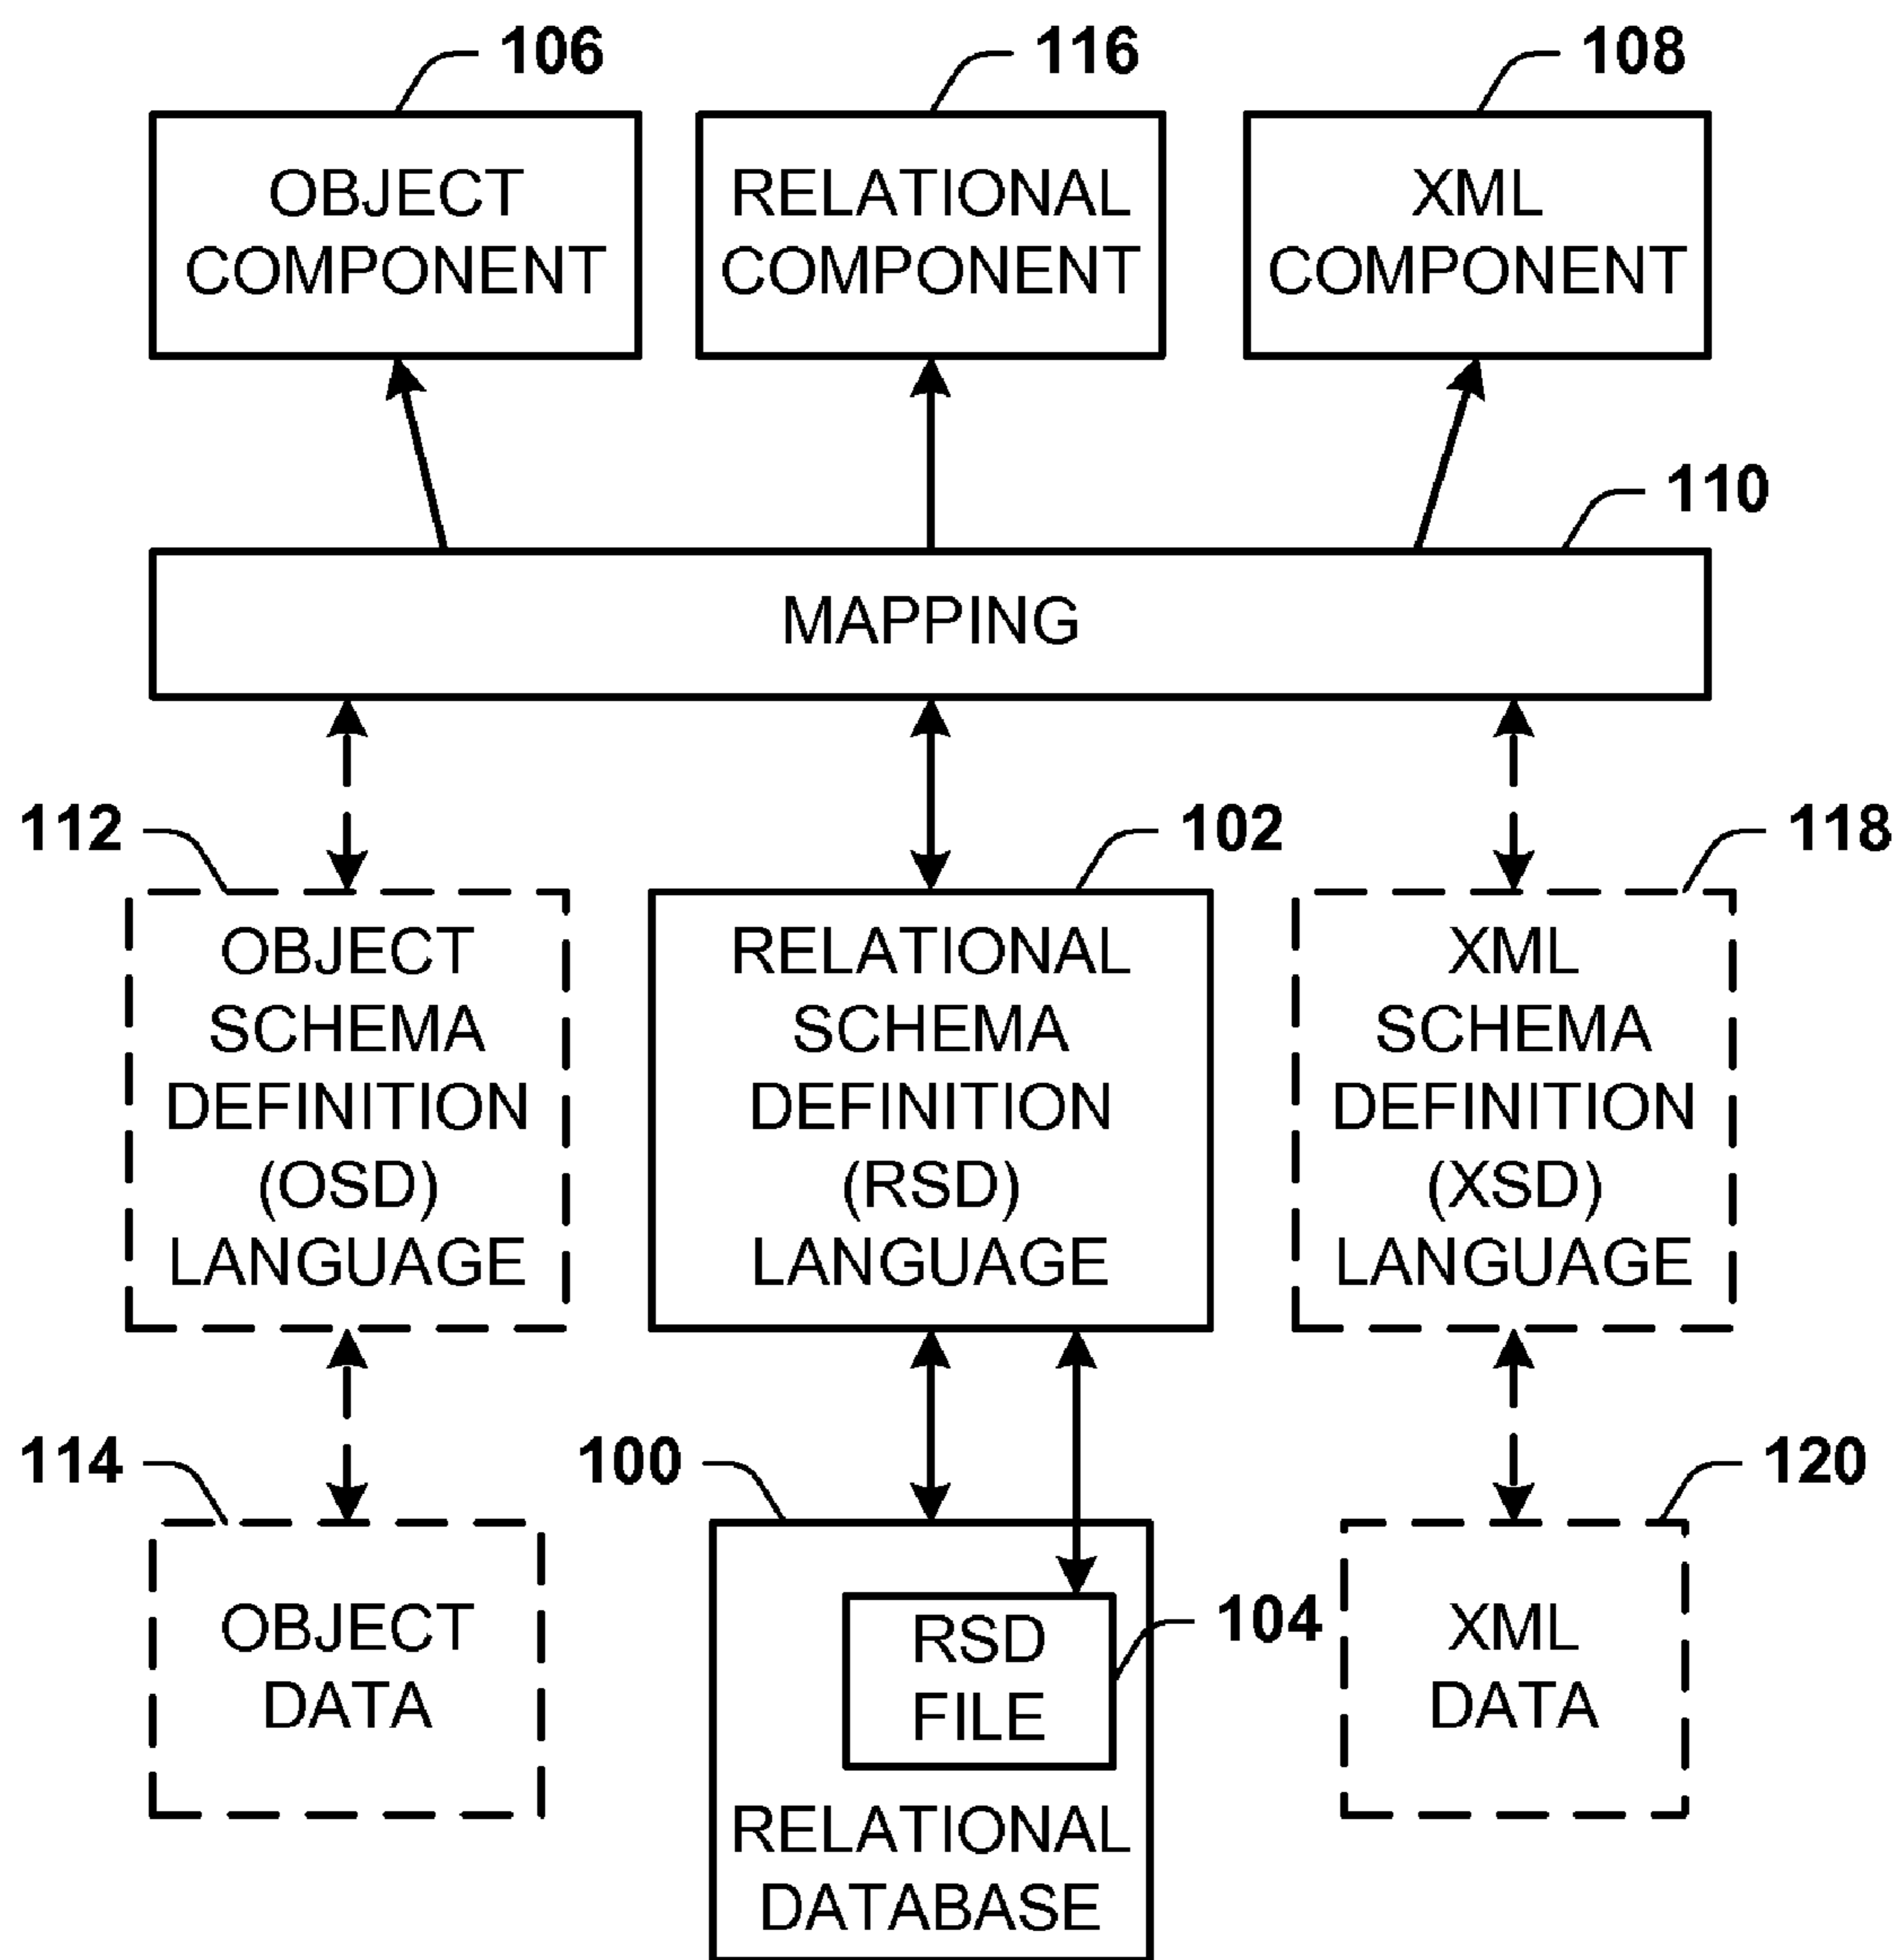 106
116
108
OBJECT
COMPONENT
RELATIONAL
COMPONENT
XML
COMPONENT
110
MAPPING
112
102
118
OBJECT
SCHEMA
DEFINITION
(OSD)
LANGUAGE
RELATIONAL
SCHEMA
DEFINITION
(RSD)
LANGUAGE
XML
SCHEMA
DEFINITION
(XSD)
LANGUAGE
114
100
120
OBJECT
DATA
RSD
FILE
104
RELATIONAL
DATABASE
XML
DATA